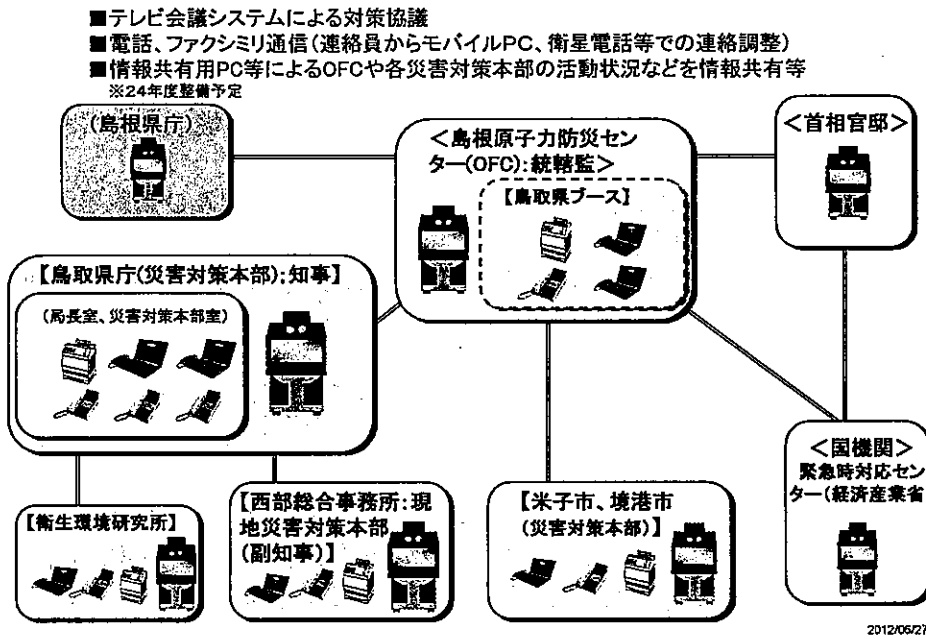 ■テレビ会議システムによる対策協議
■電話、ファクシミリ通信(連絡員からモバイルPC、衛星電話等での連絡調整)
■情報共有用PC等によるOFCや各災害対策本部の活動状況などを情報共有等
※24年度整備予定
(島根県庁)
<島根原子力防災セン
ター(OFC):統轄監>
【鳥取県ブース】
<首相官邸>
【鳥取県庁(災害対策本部):知事】
(局長室、災害対策本部室)
<国機関>
緊急時対応セン
ター(経済産業省
【衛生環境研究所】
【西部総合事務所:現
地災害対策本部
(副知事)】
【米子市、境港市
(災害対策本部)】
2012/06/27